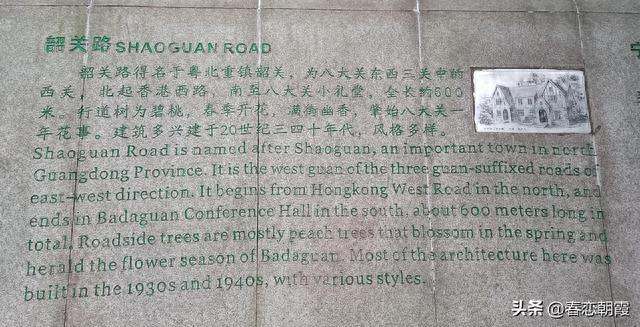 韶关路 SHAOGUAN ROAD
韶关路得名于粤北重镇韶关。为八大关东西三关中的
西关，北起香港西路，南至八大关小礼堂，全长约600
米。行道树为碧桃，春季开花，满街幽香，肇始八大关一
年花事。建筑多兴建于20世纪三四十年代，风格多样。
Shaoguan Road is named after Shaoguan, an important town in north
Guangdong Province. It is the west guan of the three guan-suffixed roads of
east-west direction. It begins from Hongkong West Road in the north, and
ends in Badaguan Conference Hall in the south, about 600 meters long in
total. Roadside trees are mostly peach trees that blossom in the spring and
herald the flower season of Badaguan. Most of the architecture here was
built in the 1930s and 1940s, with various styles.
头条 @春恋朝霞